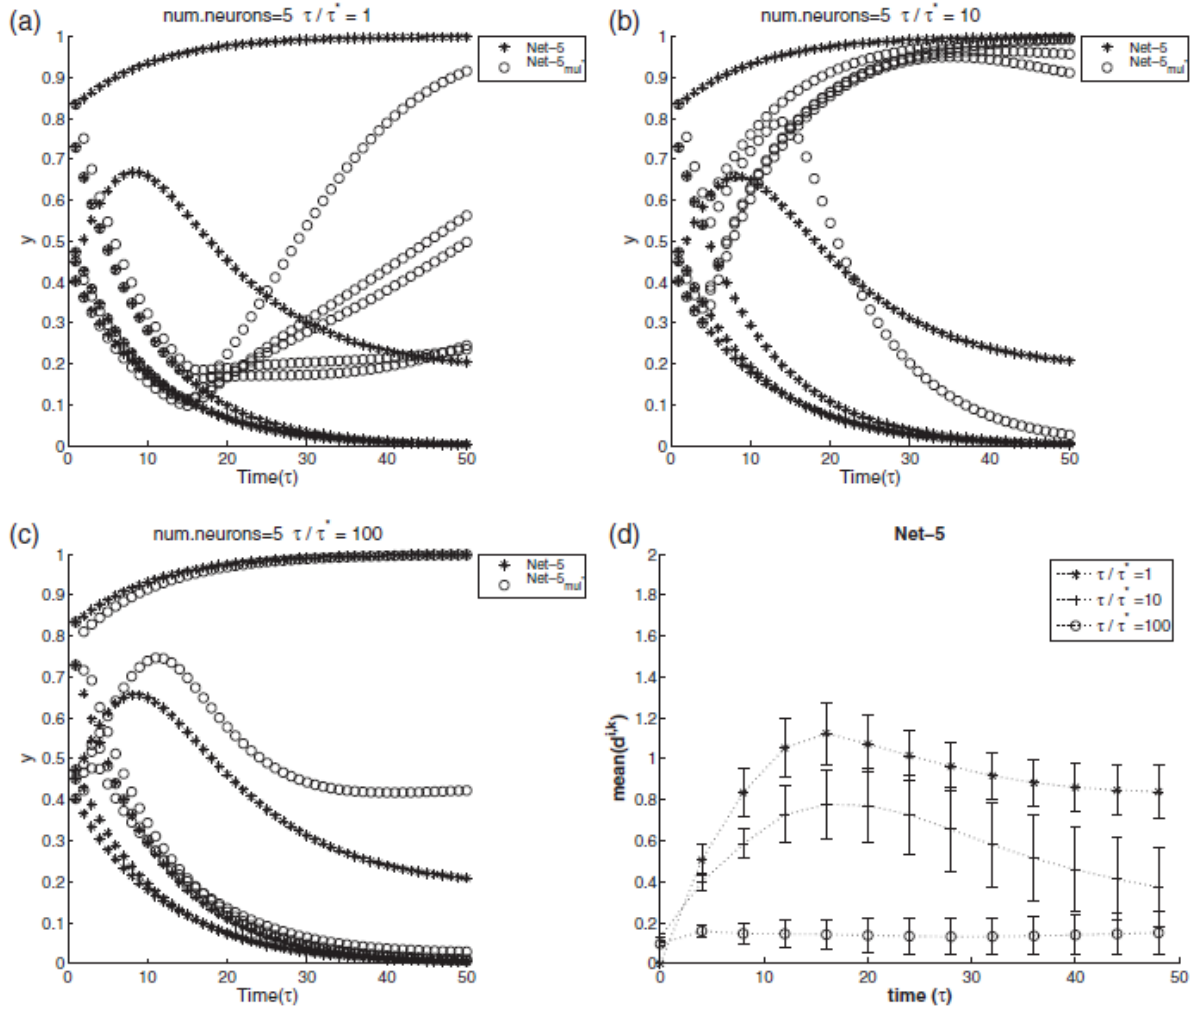 (a)
num.neurons=5 τ / τ* = 1
1
0.9
0.8
0.7
0.6
0.5
0.4
0.3
0.2
0.1
0
y
0 10 20 30 40 50
Time(τ)
Net−5
Net−5mul*
(b)
num.neurons=5 τ / τ* = 10
1
0.9
0.8
0.7
0.6
0.5
0.4
0.3
0.2
0.1
0
y
0 10 20 30 40 50
Time(τ)
Net−5
Net−5mul*
(c)
num.neurons=5 τ / τ* = 100
1
0.9
0.8
0.7
0.6
0.5
0.4
0.3
0.2
0.1
0
y
0 10 20 30 40 50
Time(τ)
Net−5
Net−5mul*
(d)
Net−5
2
1.8
1.6
1.4
1.2
1
0.8
0.6
0.4
0.2
0
mean(d^i,k)
0 10 20 30 40 50
time (τ)
τ / τ* =1
τ / τ* =10
τ / τ* =100